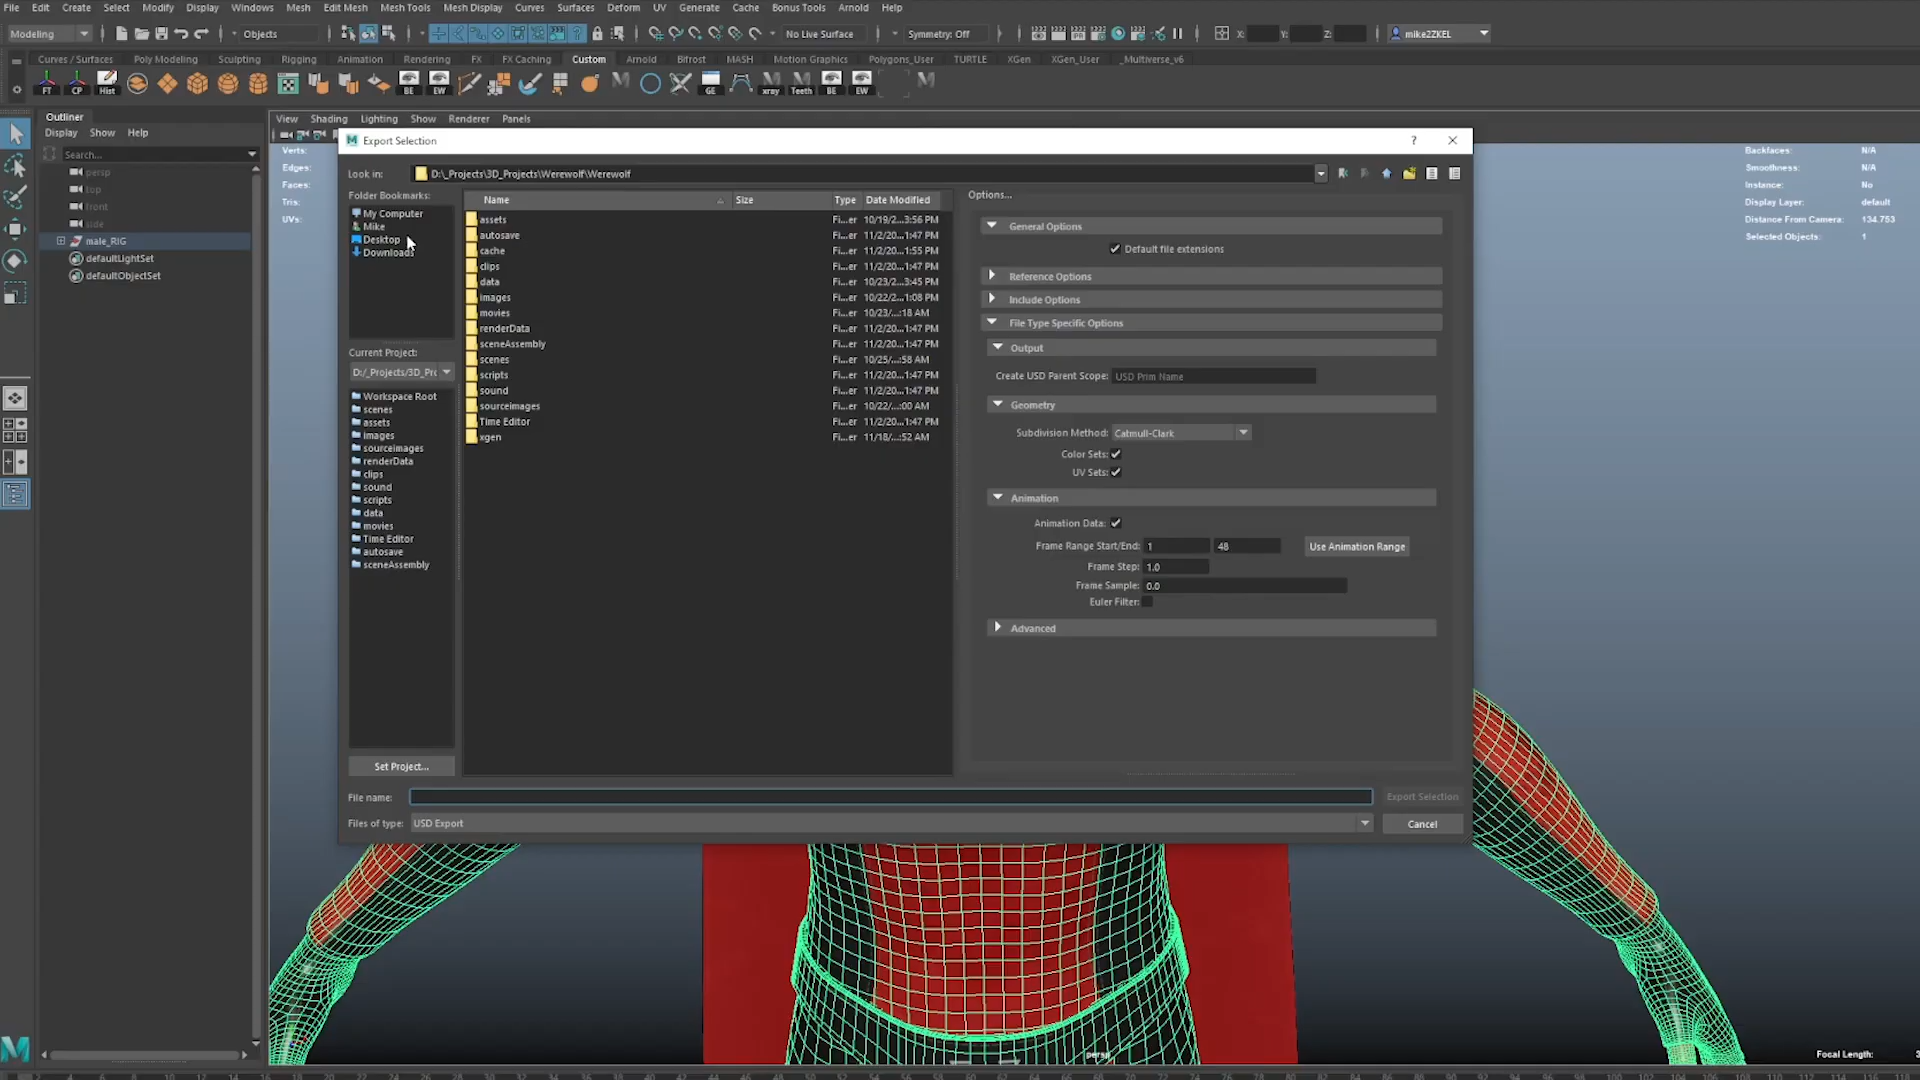 File Edit Create Select Modify Display Windows Mesh Edit Mesh Mesh Tools Mesh Display Curves Surfaces Deform UV Generate Cache Bonus Tools Arnold Help
Modeling Objects No Live Surface Symmetry: Off X: Y: Z: mike2ZKEL
Curves / Surfaces Poly Modeling Sculpting Rigging Animation Rendering FX FX Caching Custom Arnold Bifrost MASH Motion Graphics Polygons_User TURTLE XGen XGen_User _Multiverse_v6
FT CP Hist BE EW GE xray Teeth BE EW
Outliner
Display Show Help
Search...
persp
top
front
side
male_RIG
defaultLightSet
defaultObjectSet
View Shading Lighting Show Renderer Panels
Verts:
Edges:
Faces:
Tris:
UVs:
Backfaces: N/A
Smoothness: N/A
Instance: No
Display Layer: default
Distance From Camera: 134.753
Selected Objects: 1
Export Selection ?
Look in: D:\_Projects\3D_Projects\Werewolf\Werewolf
Folder Bookmarks:
My Computer
Mike
Desktop
Downloads
Current Project:
D:/_Projects/3D_Prc
Workspace Root
scenes
assets
images
sourceimages
renderData
clips
sound
scripts
data
movies
Time Editor
autosave
sceneAssembly
Set Project...
Name Size Type Date Modified
assets Fi...er 10/19/2...3:56 PM
autosave Fi...er 11/2/20...1:47 PM
cache Fi...er 11/2/20...1:55 PM
clips Fi...er 11/2/20...1:47 PM
data Fi...er 10/23/2...3:45 PM
images Fi...er 10/22/2...1:08 PM
movies Fi...er 10/23/...:18 AM
renderData Fi...er 11/2/20...1:47 PM
sceneAssembly Fi...er 11/2/20...1:47 PM
scenes Fi...er 10/25/...:58 AM
scripts Fi...er 11/2/20...1:47 PM
sound Fi...er 11/2/20...1:47 PM
sourceimages Fi...er 10/22/...:00 AM
Time Editor Fi...er 11/2/20...1:47 PM
xgen Fi...er 11/18/...:52 AM
Options...
General Options
Default file extensions
Reference Options
Include Options
File Type Specific Options
Output
Create USD Parent Scope: USD Prim Name
Geometry
Subdivision Method: Catmull-Clark
Color Sets:
UV Sets:
Animation
Animation Data:
Frame Range Start/End: 1 48 Use Animation Range
Frame Step: 1.0
Frame Sample: 0.0
Euler Filter:
Advanced
File name: Export Selection
Files of type: USD Export Cancel
persp
Focal Length: